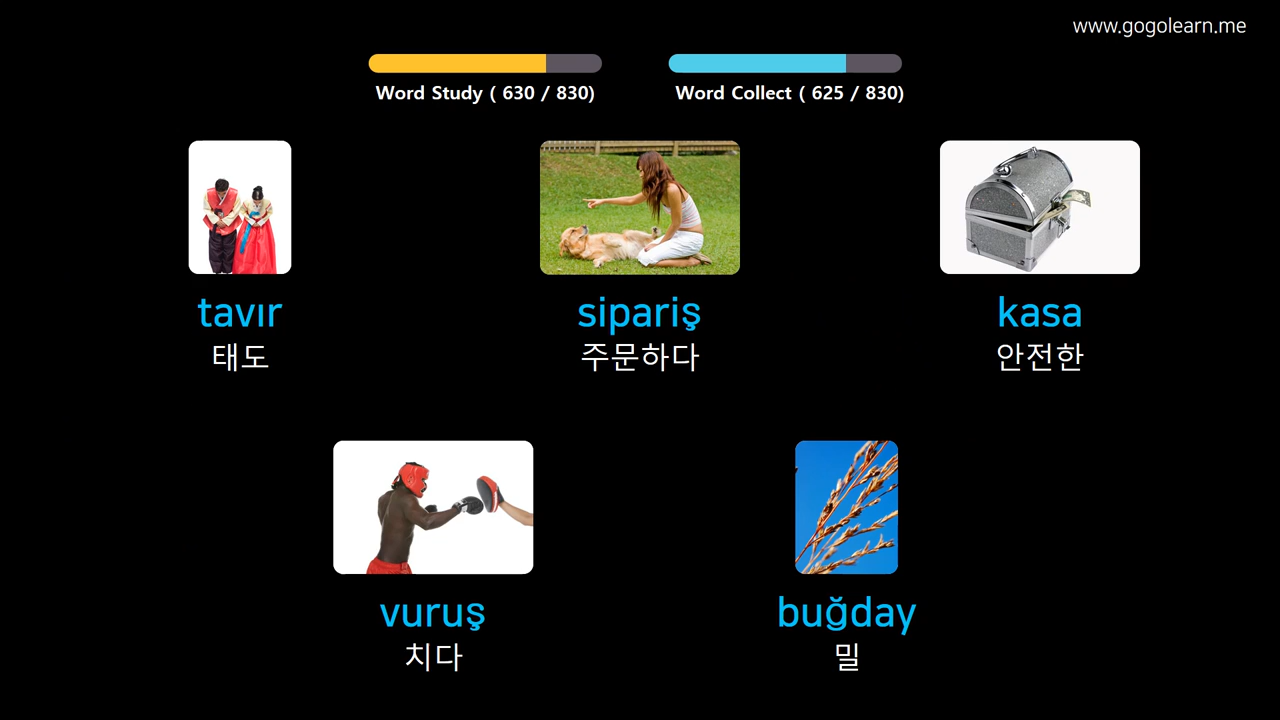 www.gogolearn.me
Word Study ( 630 / 830)
Word Collect ( 625 / 830)
tavır
태도
sipariş
주문하다
kasa
안전한
vuruş
치다
buğday
밀